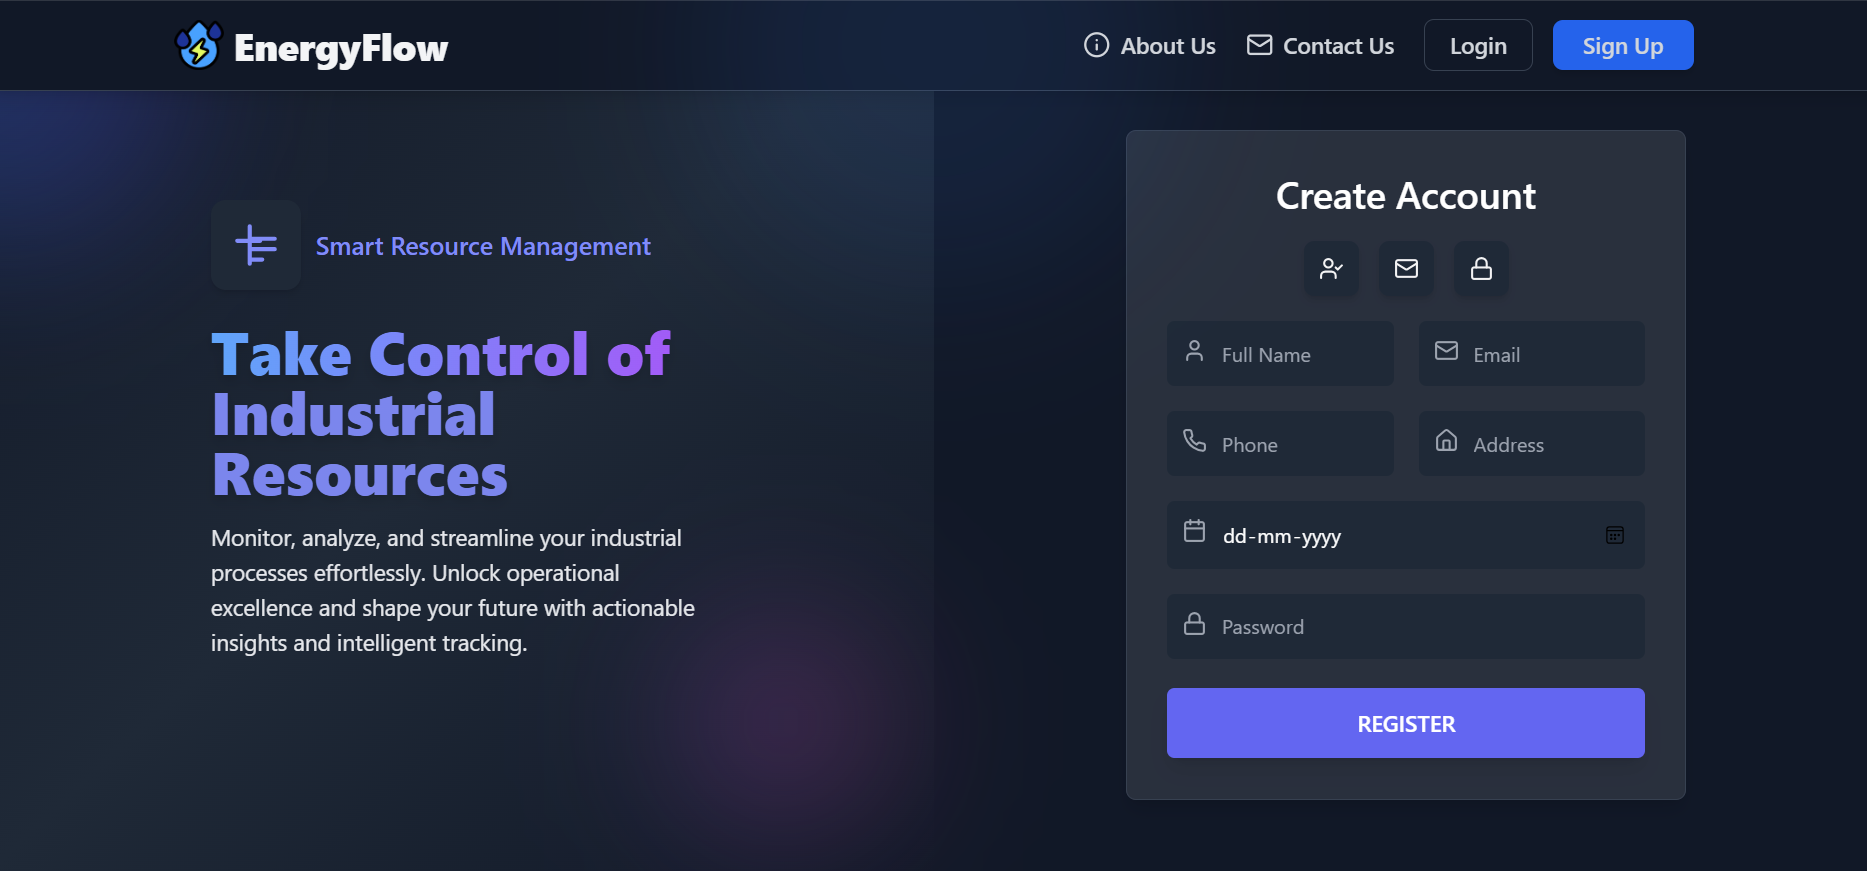 EnergyFlow
About Us
Contact Us
Login
Sign Up
Smart Resource Management
Take Control of
Industrial
Resources
Monitor, analyze, and streamline your industrial
processes effortlessly. Unlock operational
excellence and shape your future with actionable
insights and intelligent tracking.
Create Account
Full Name
Email
Phone
Address
dd-mm-yyyy
Password
REGISTER